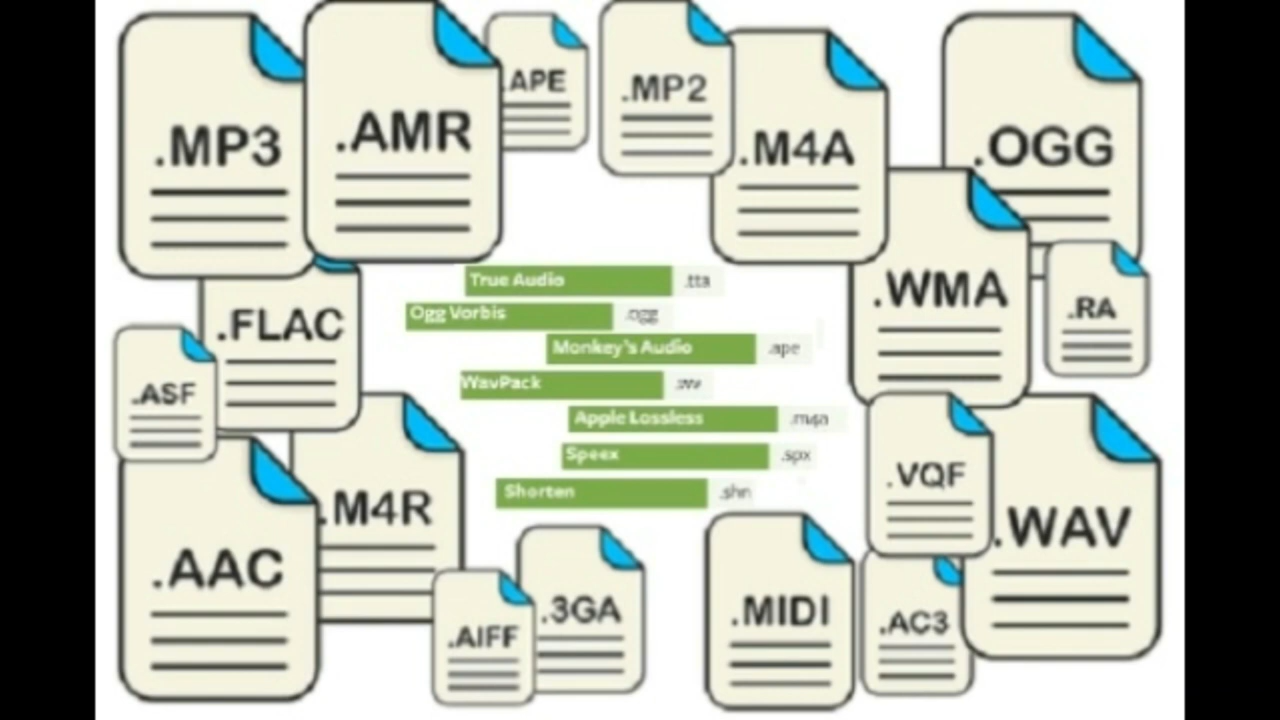 .MP3
.AMR
.APE
.MP2
.M4A
.OGG
.WMA
.RA
.FLAC
.ASF
True Audio .tta
Ogg Vorbis .ogg
Monkey's Audio .ape
WavPack .wv
Apple Lossless .m4a
Speex .spx
Shorten .shn
.VQF
.WAV
.M4R
.AAC
.AIFF
.3GA
.MIDI
.AC3